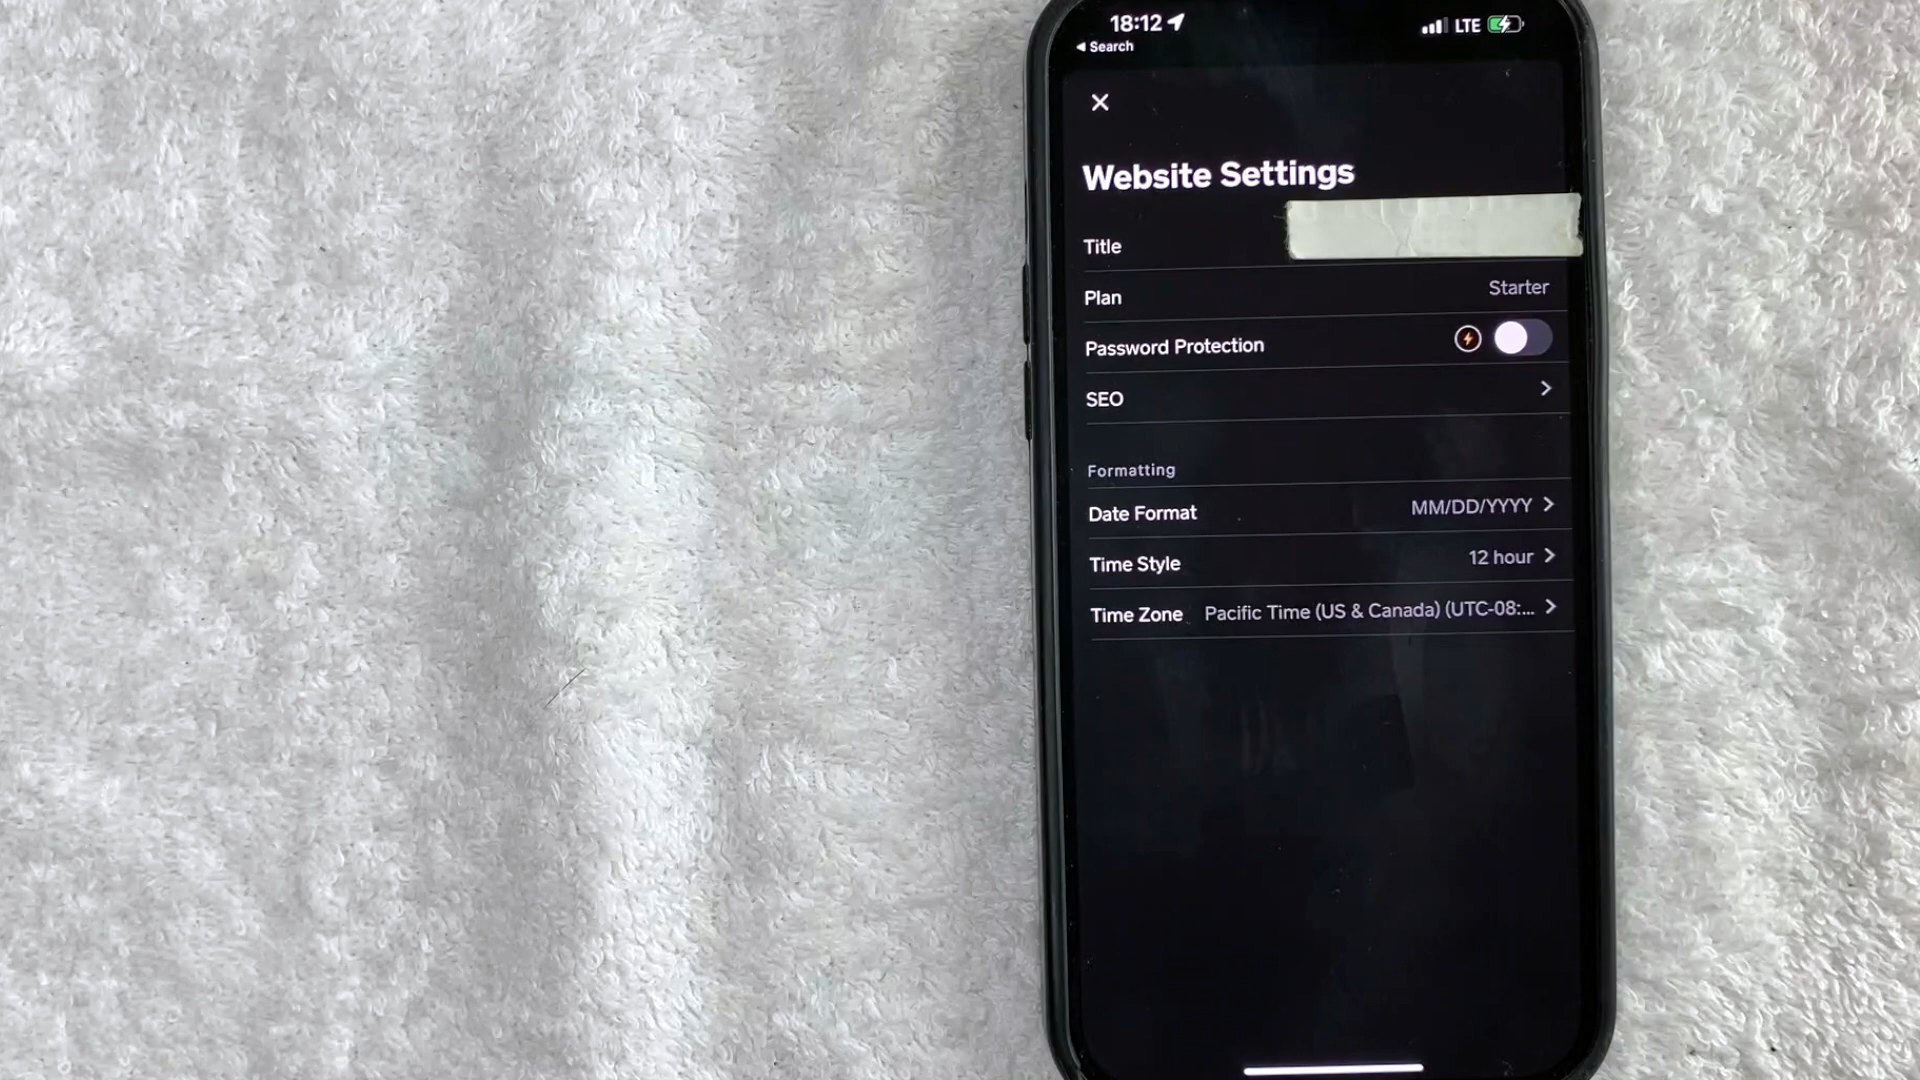 18:12 LTE
Search
Website Settings
Title
Plan Starter
Password Protection
SEO
Formatting
Date Format MM/DD/YYYY
Time Style 12 hour
Time Zone Pacific Time (US & Canada) (UTC-08:...